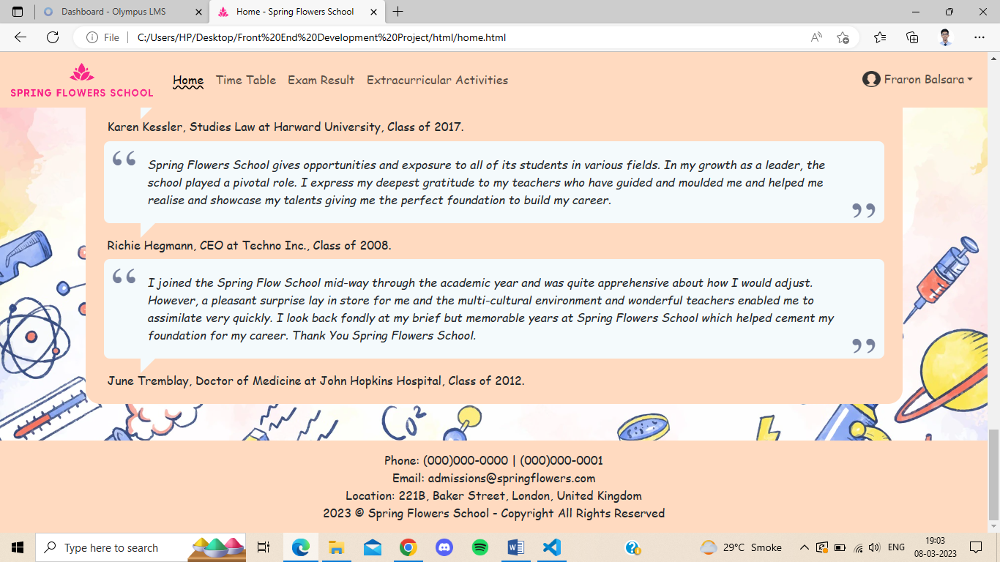 Dashboard - Olympus LMS
Home - Spring Flowers School
File
C:/Users/HP/Desktop/Front%20End%20Development%20Project/html/home.html
SPRING FLOWERS SCHOOL
Home
Time Table
Exam Result
Extracurricular Activities
Fraron Balsara
Karen Kessler, Studies Law at Harward University, Class of 2017.
“ Spring Flowers School gives opportunities and exposure to all of its students in various fields. In my growth as a leader, the
school played a pivotal role. I express my deepest gratitude to my teachers who have guided and moulded me and helped me
realise and showcase my talents giving me the perfect foundation to build my career. ”
Richie Hegmann, CEO at Techno Inc., Class of 2008.
“ I joined the Spring Flow School mid-way through the academic year and was quite apprehensive about how I would adjust.
However, a pleasant surprise lay in store for me and the multi-cultural environment and wonderful teachers enabled me to
assimilate very quickly. I look back fondly at my brief but memorable years at Spring Flowers School which helped cement my
foundation for my career. Thank You Spring Flowers School. ”
June Tremblay, Doctor of Medicine at John Hopkins Hospital, Class of 2012.
CO²
Phone: (000)000-0000 | (000)000-0001
Email: admissions@springflowers.com
Location: 221B, Baker Street, London, United Kingdom
2023 © Spring Flowers School - Copyright All Rights Reserved
Type here to search
29°C Smoke
ENG
19:03
08-03-2023